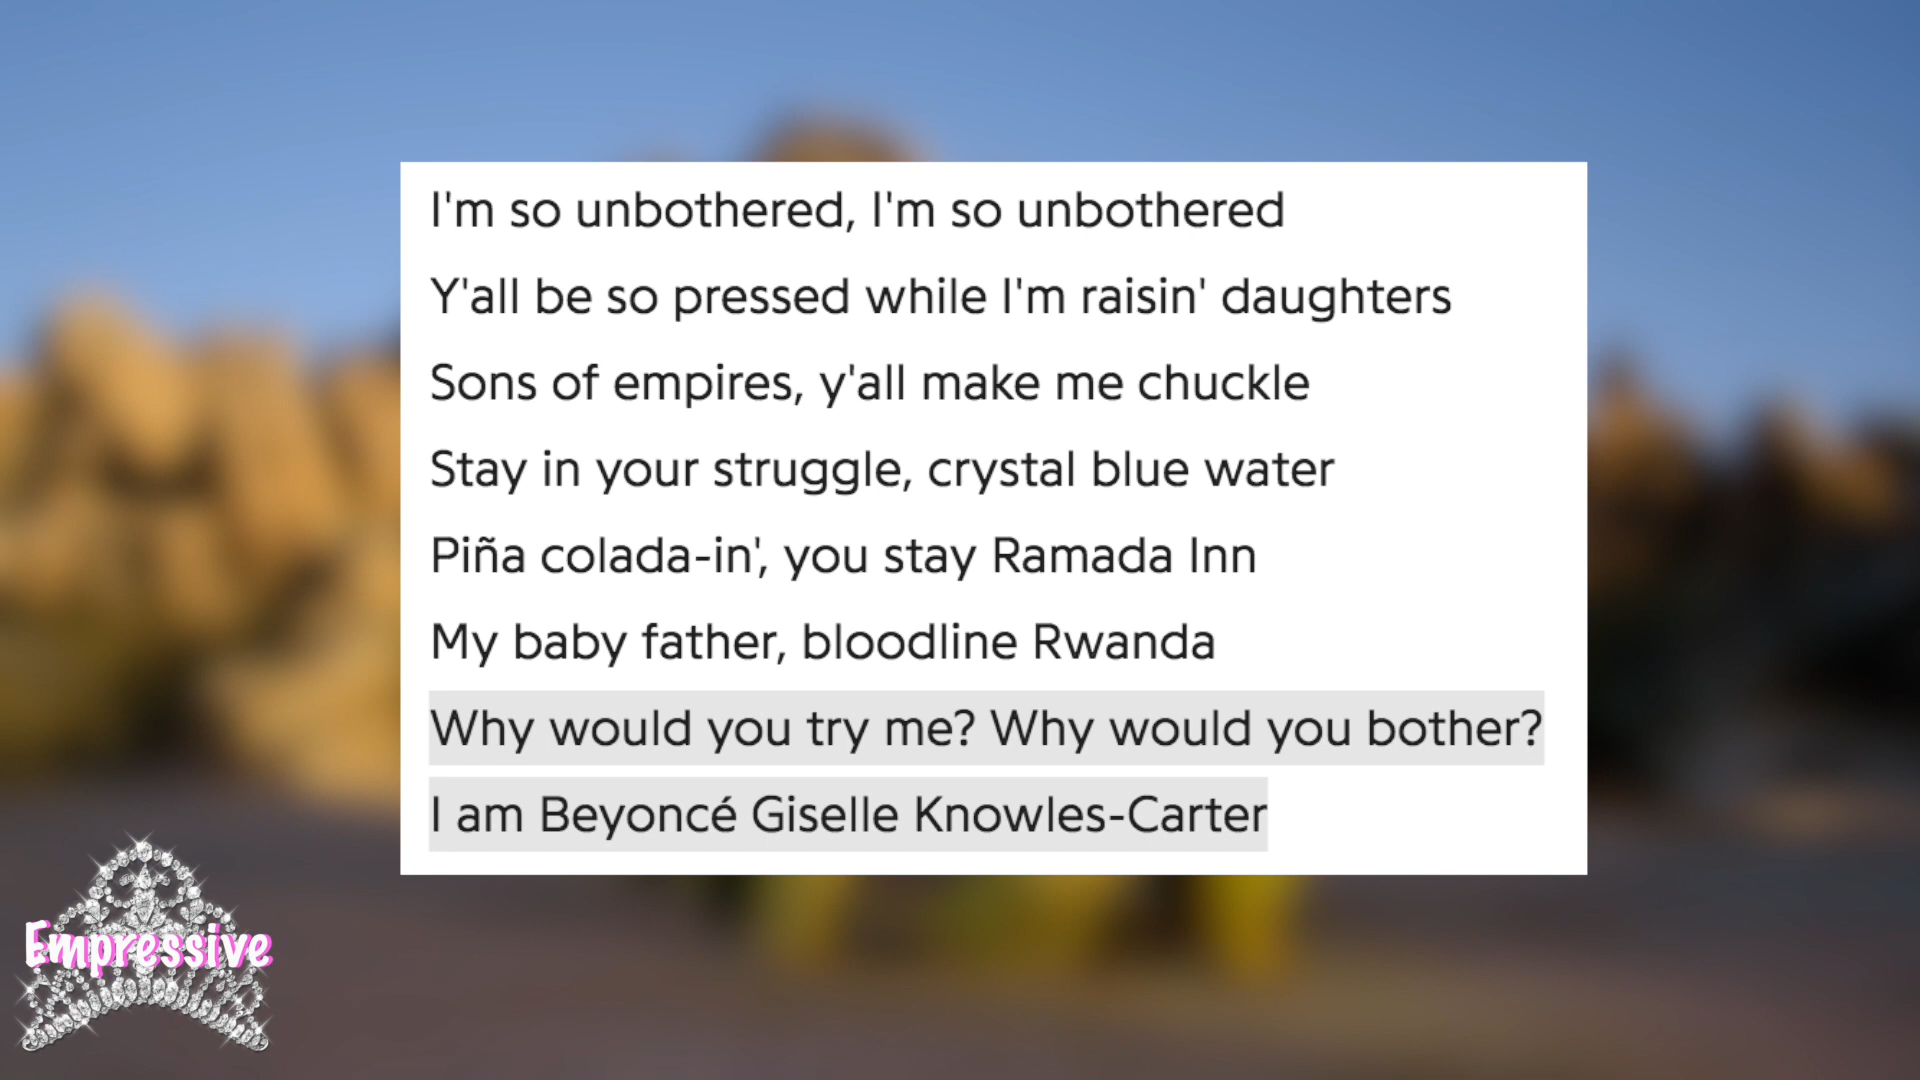 I'm so unbothered, I'm so unbothered
Y'all be so pressed while I'm raisin' daughters
Sons of empires, y'all make me chuckle
Stay in your struggle, crystal blue water
Piña colada-in', you stay Ramada Inn
My baby father, bloodline Rwanda
Why would you try me? Why would you bother?
I am Beyoncé Giselle Knowles-Carter
Empressive